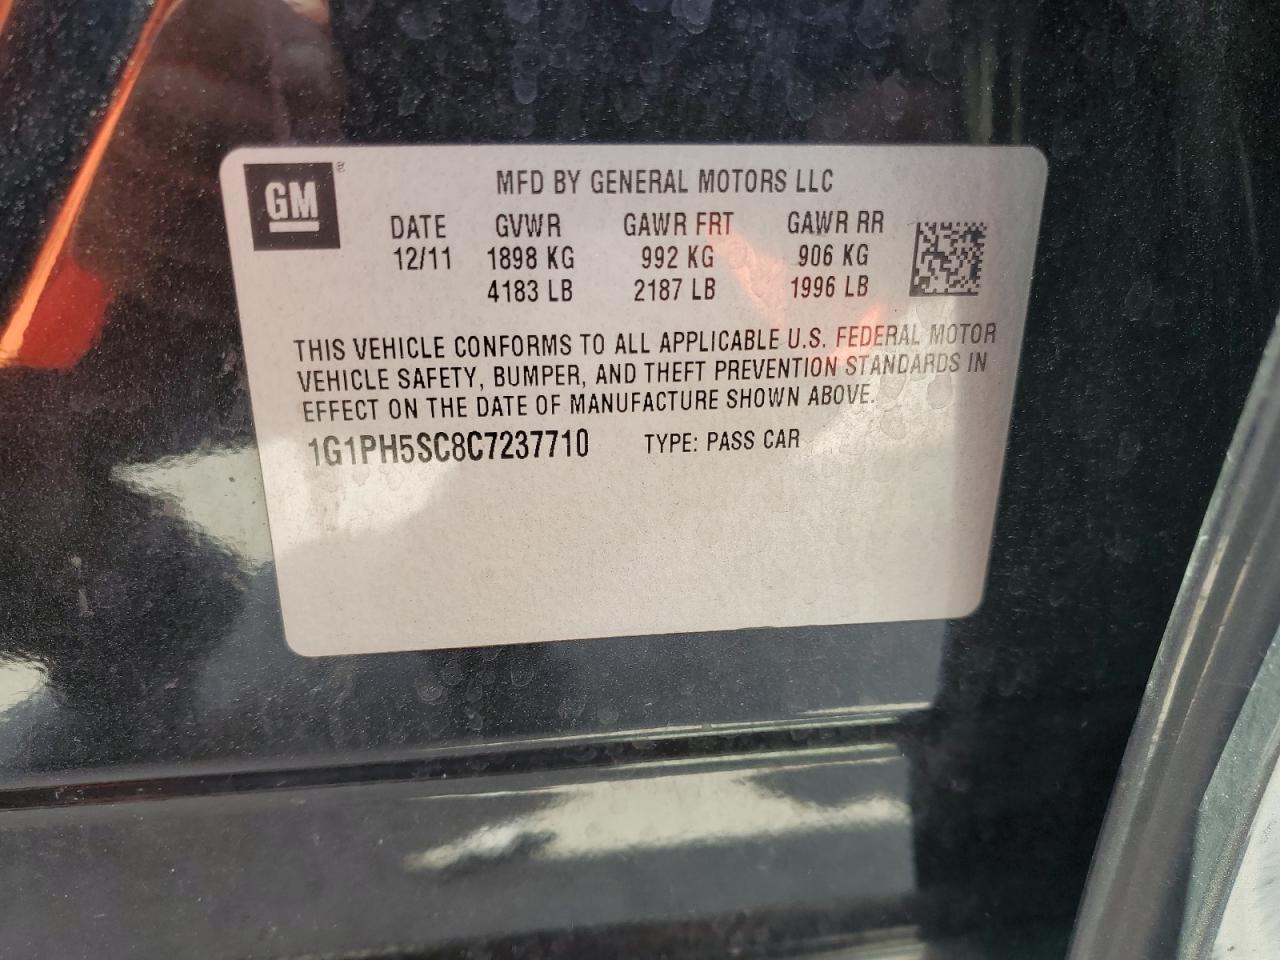 GM ®
MFD BY GENERAL MOTORS LLC
DATE GVWR GAWR FRT GAWR RR
12/11 1898 KG 992 KG 906 KG
4183 LB 2187 LB 1996 LB
THIS VEHICLE CONFORMS TO ALL APPLICABLE U.S. FEDERAL MOTOR
VEHICLE SAFETY, BUMPER, AND THEFT PREVENTION STANDARDS IN
EFFECT ON THE DATE OF MANUFACTURE SHOWN ABOVE.
1G1PH5SC8C7237710 TYPE: PASS CAR